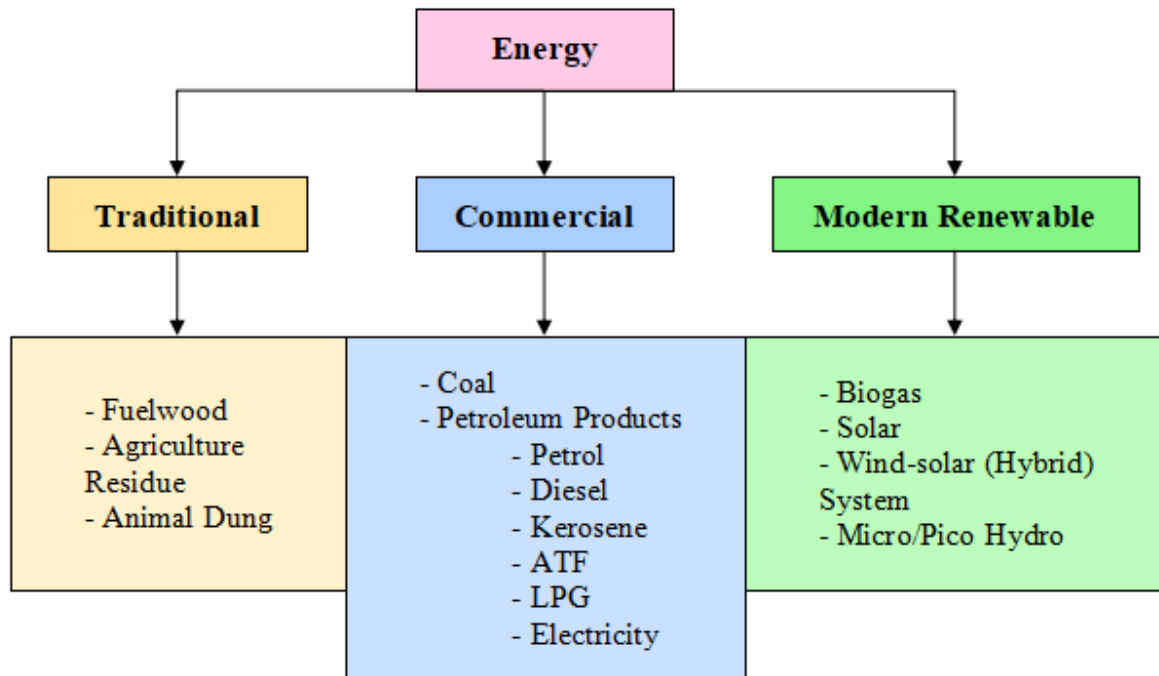 Energy
Traditional
Commercial
Modern Renewable
- Fuelwood
- Agriculture
Residue
- Animal Dung
- Coal
- Petroleum Products
- Petrol
- Diesel
- Kerosene
- ATF
- LPG
- Electricity
- Biogas
- Solar
- Wind-solar (Hybrid)
System
- Micro/Pico Hydro